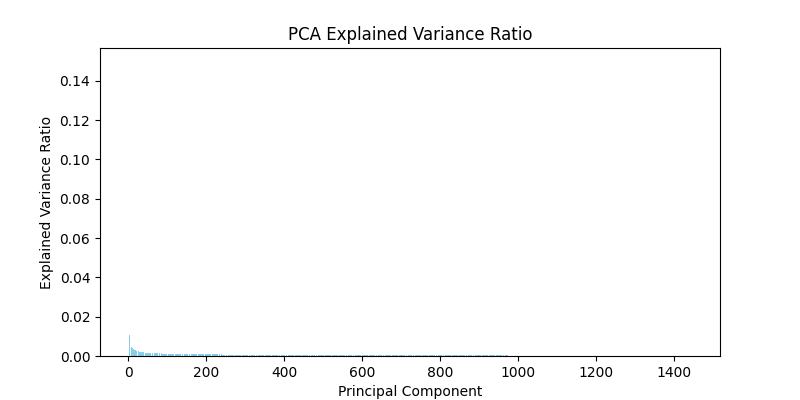 PCA Explained Variance Ratio
0.14
0.12
0.10
0.08
0.06
0.04
0.02
0.00
Explained Variance Ratio
0 200 400 600 800 1000 1200 1400
Principal Component